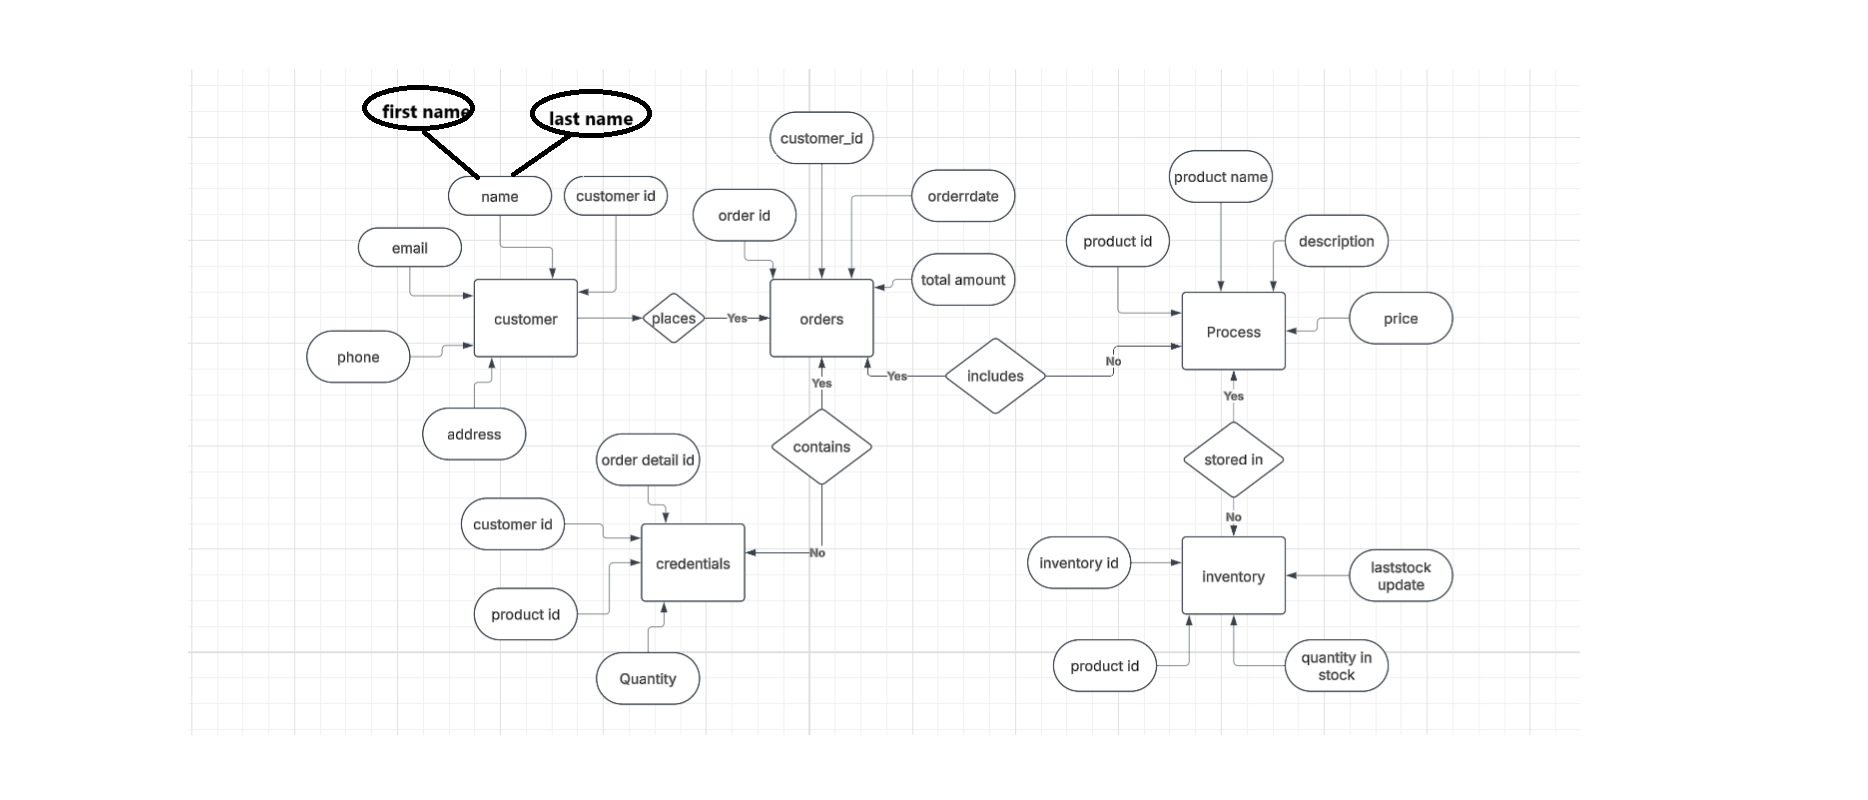 first name
last name
customer_id
product name
name
customer id
orderrdate
order id
product id
description
email
total amount
customer
places
Yes
orders
Process
price
phone
Yes
includes
No
Yes
Yes
address
contains
order detail id
stored in
customer id
No
No
credentials
inventory id
inventory
laststock
update
product id
product id
quantity in
stock
Quantity